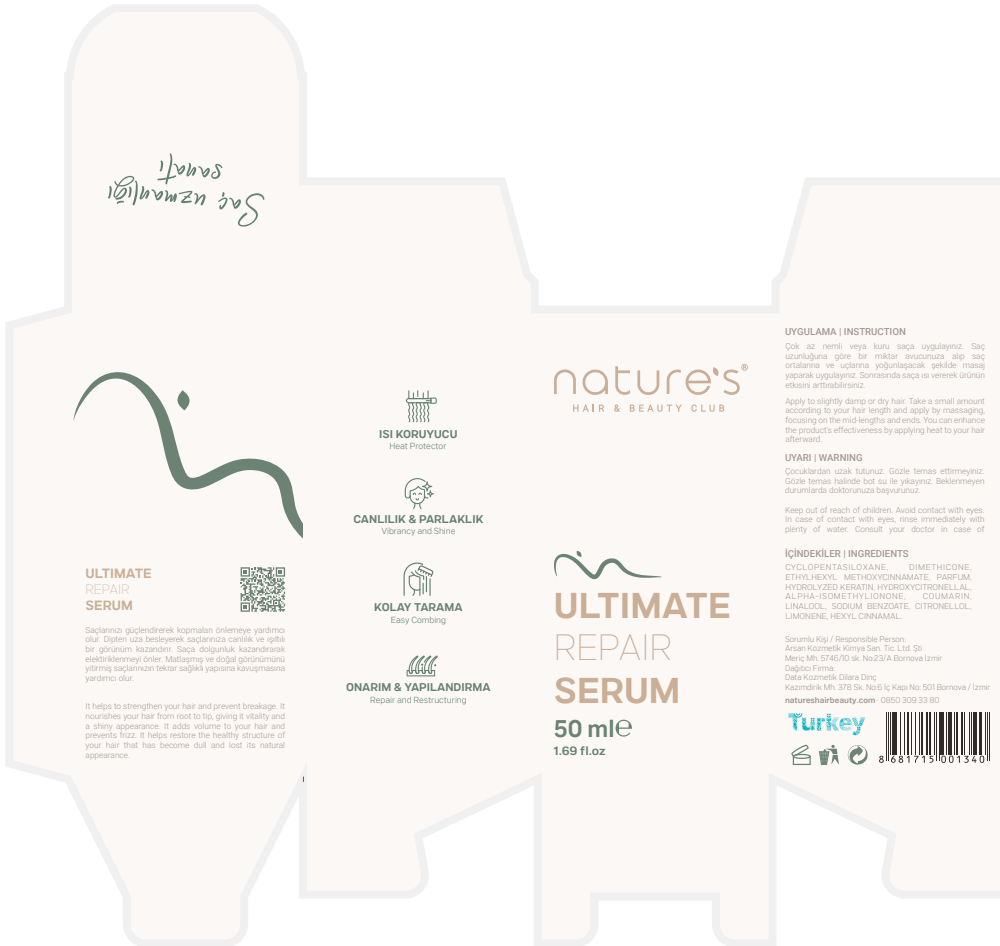 Saç uzmanlığı
sanatı
ULTIMATE
REPAIR
SERUM
Saçlarınızı güçlendirerek kopmaları önlemeye yardımcı
olur. Dipten uza besleyerek saçlarınıza canlılık ve ışıltılı
bir görünüm kazandırır. Saça dolgunluk kazandırarak
elektriklenmeyi önler. Matlaşmış ve doğal görünümünü
yitirmiş saçlarınızın tekrar sağlıklı yapısına kavuşmasına
yardımcı olur.
It helps to strengthen your hair and prevent breakage. It
nourishes your hair from root to tip, giving it vitality and
a shiny appearance. It adds volume to your hair and
prevents frizz. It helps restore the healthy structure of
your hair that has become dull and lost its natural
appearance.
ISI KORUYUCU
Heat Protector
CANLILIK & PARLAKLIK
Vibrancy and Shine
KOLAY TARAMA
Easy Combing
ONARIM & YAPILANDIRMA
Repair and Restructuring
nature's®
HAIR & BEAUTY CLUB
ULTIMATE
REPAIR
SERUM
50 ml℮
1.69 fl.oz
UYGULAMA | INSTRUCTION
Çok az nemli veya kuru saça uygulayınız. Saç
uzunluğuna göre bir miktar avucunuza alıp saç
ortalarına ve uçlarına yoğunlaşacak şekilde masaj
yaparak uygulayınız. Sonrasında saça ısı vererek ürünün
etkisini arttırabilirsiniz.
Apply to slightly damp or dry hair. Take a small amount
according to your hair length and apply by massaging,
focusing on the mid-lengths and ends. You can enhance
the product's effectiveness by applying heat to your hair
afterward.
UYARI | WARNING
Çocuklardan uzak tutunuz. Gözle temas ettirmeyiniz.
Gözle temas halinde bot su ile yıkayınız. Beklenmeyen
durumlarda doktorunuza başvurunuz.
Keep out of reach of children. Avoid contact with eyes.
In case of contact with eyes, rinse immediately with
plenty of water. Consult your doctor in case of
İÇİNDEKİLER | INGREDIENTS
CYCLOPENTASILOXANE, DIMETHICONE,
ETHYLHEXYL METHOXYCINNAMATE, PARFUM,
HYDROLYZED KERATIN, HYDROXYCITRONELLAL,
ALPHA-ISOMETHYLIONONE, COUMARIN,
LINALOOL, SODIUM BENZOATE, CITRONELLOL,
LIMONENE, HEXYL CINNAMAL.
Sorumlu Kişi / Responsible Person:
Arsan Kozmetik Kimya San. Tic. Ltd. Şti
Meriç Mh. 5746/10 sk. No:23/A Bornova İzmir
Dağıtıcı Firma:
Data Kozmetik Dilara Dinç
Kazımdirik Mh. 378 Sk. No:6 İç Kapı No: 501 Bornova / İzmir
natureshairbeauty.com · 0850 309 33 80
Turkey
8 681715 001340